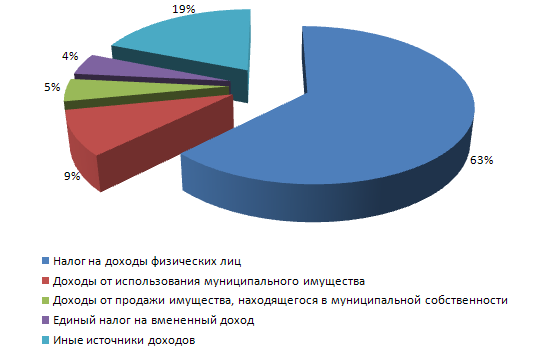 19%
4%
5%
9%
63%
Налог на доходы физических лиц
Доходы от использования муниципального имущества
Доходы от продажи имущества, находящегося в муниципальной собственности
Единый налог на вмененный доход
Иные источники доходов